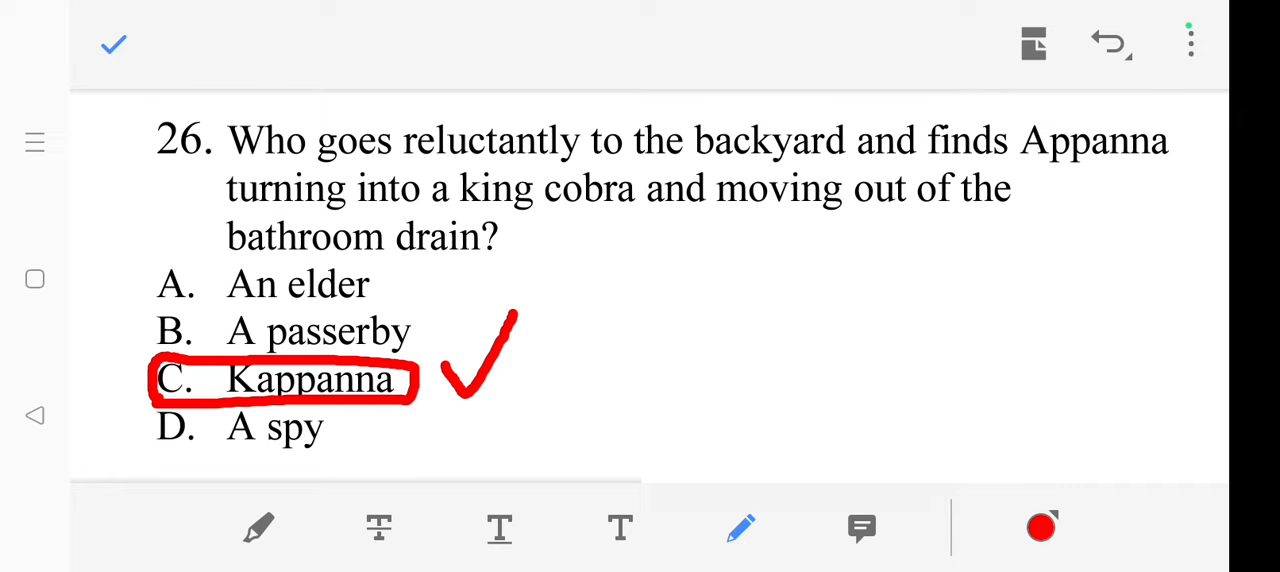 26. Who goes reluctantly to the backyard and finds Appanna
turning into a king cobra and moving out of the
bathroom drain?
A. An elder
B. A passerby
C. Kappanna
D. A spy
T
T
T